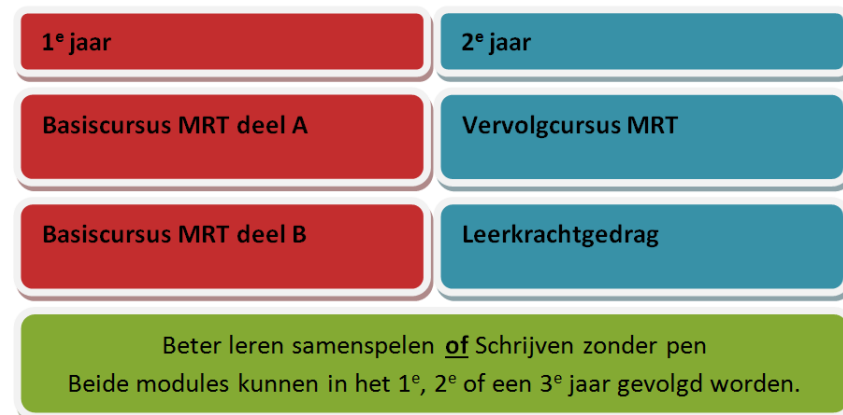 1e jaar
2e jaar
Basiscursus MRT deel A
Vervolgcursus MRT
Basiscursus MRT deel B
Leerkrachtgedrag
Beter leren samenspelen of Schrijven zonder pen
Beide modules kunnen in het 1e, 2e of een 3e jaar gevolgd worden.